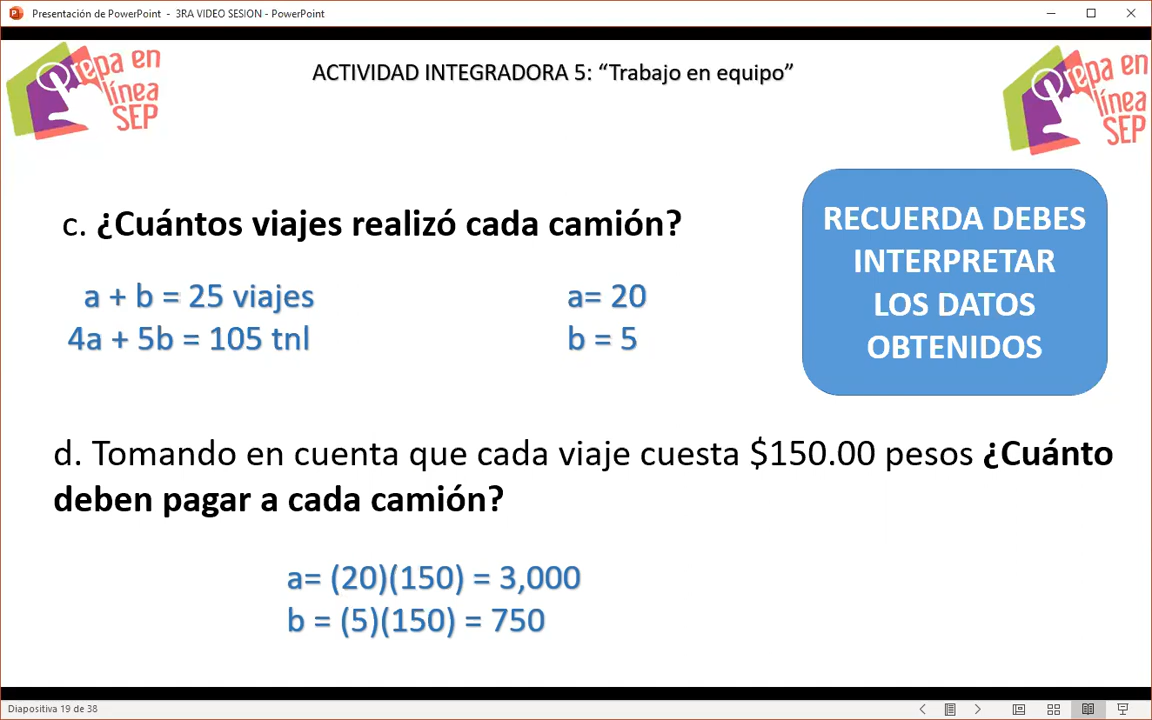 Presentación de PowerPoint - 3RA VIDEO SESION - PowerPoint
Prepa en
línea
SEP
ACTIVIDAD INTEGRADORA 5: “Trabajo en equipo”
Prepa en
línea
SEP
c. ¿Cuántos viajes realizó cada camión?
a + b = 25 viajes
4a + 5b = 105 tnl
a= 20
b = 5
RECUERDA DEBES
INTERPRETAR
LOS DATOS
OBTENIDOS
d. Tomando en cuenta que cada viaje cuesta $150.00 pesos ¿Cuánto
deben pagar a cada camión?
a= (20)(150) = 3,000
b = (5)(150) = 750
Diapositiva 19 de 38